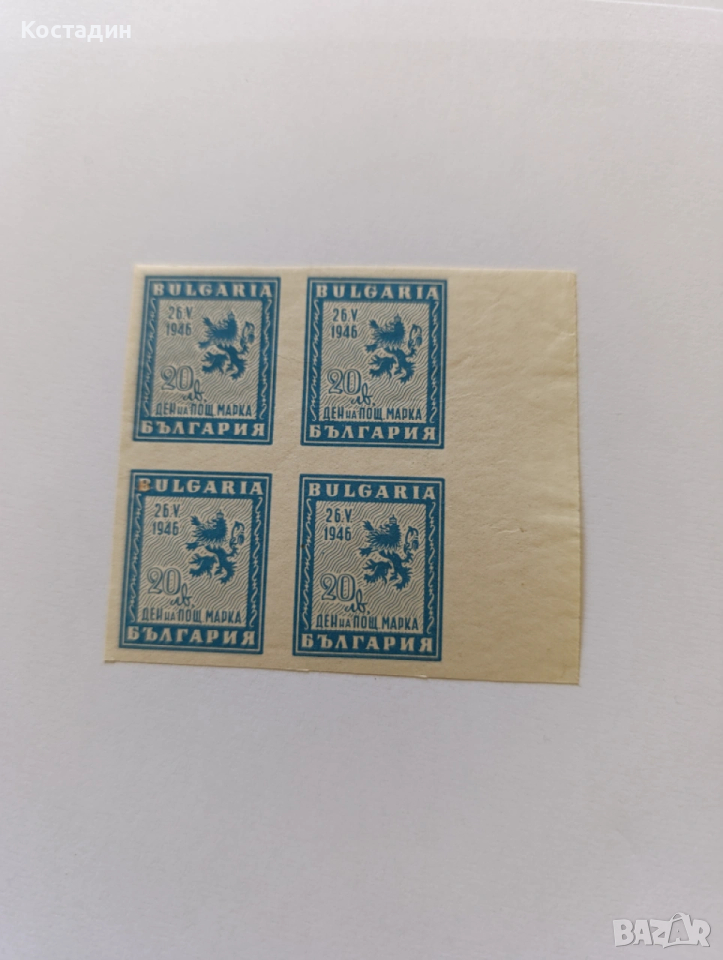 Костадин
BULGARIA
26.V
1946
20
лв.
ДЕН НА ПОЩ. МАРКА
БЪЛГАРИЯ
BULGARIA
26.V
1946
20
лв.
ДЕН НА ПОЩ. МАРКА
БЪЛГАРИЯ
BULGARIA
26.V
1946
20
лв.
ДЕН НА ПОЩ. МАРКА
БЪЛГАРИЯ
BULGARIA
26.V
1946
20
лв.
ДЕН НА ПОЩ. МАРКА
БЪЛГАРИЯ
BAZAR